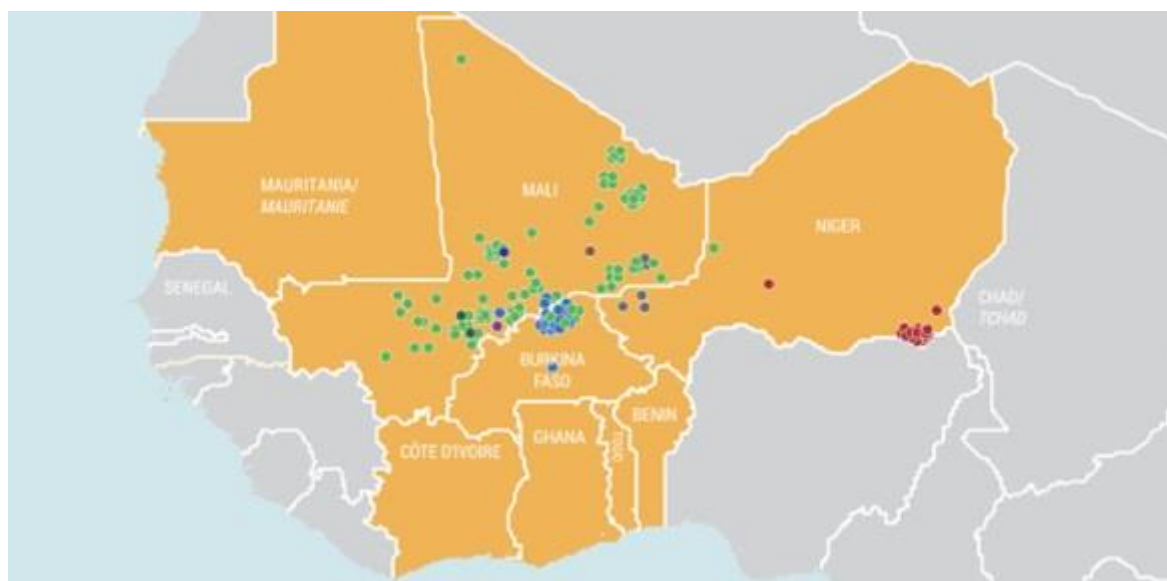 MAURITANIA/
MAURITANIE
MALI
NIGER
SENEGAL
CHAD/
TCHAD
BURKINA
FASO
BENIN
GHANA
TOGO
CÔTE D'IVOIRE